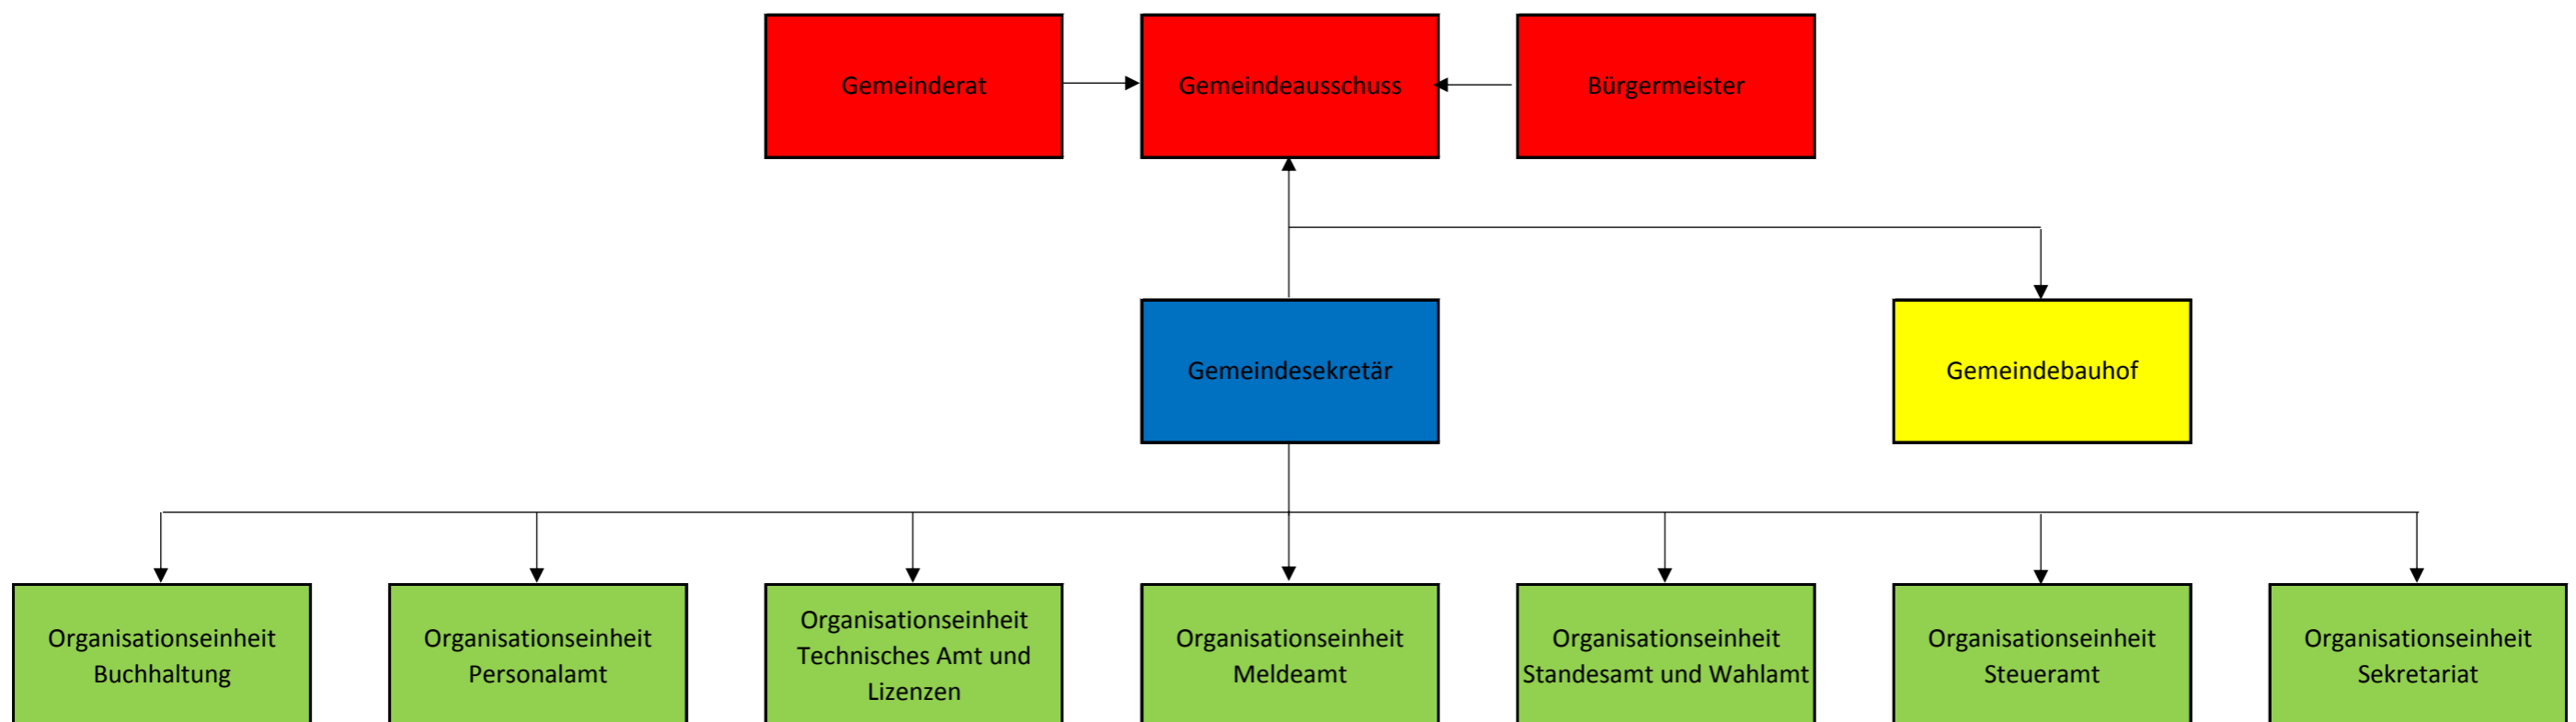 Gemeinderat
Gemeindeausschuss
Bürgermeister
Gemeindesekretär
Gemeindebauhof
Organisationseinheit
Buchhaltung
Organisationseinheit
Personalamt
Organisationseinheit
Technisches Amt und
Lizenzen
Organisationseinheit
Meldeamt
Organisationseinheit
Standesamt und Wahlamt
Organisationseinheit
Steueramt
Organisationseinheit
Sekretariat